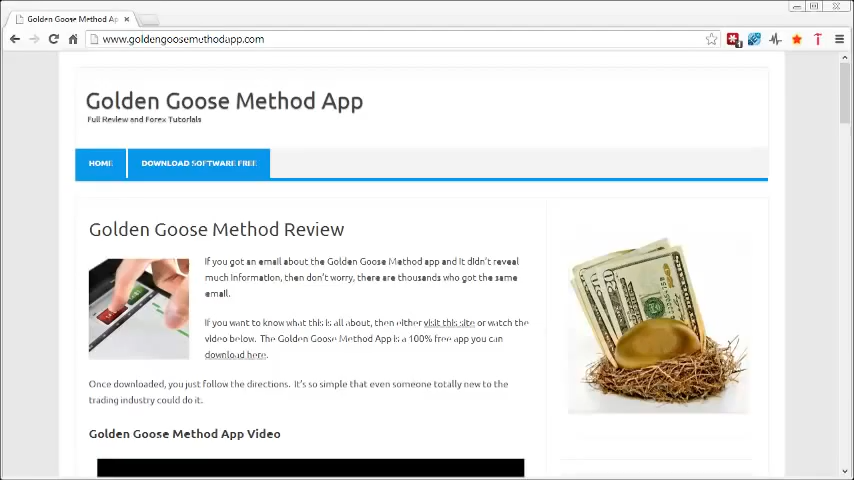 Golden Goose Method Ap
www.goldengoosemethodapp.com
Golden Goose Method App
Full Review and Forex Tutorials
HOME
DOWNLOAD SOFTWARE FREE
Golden Goose Method Review
If you got an email about the Golden Goose Method app and it didn't reveal
much information, then don't worry, there are thousands who got the same
email.
If you want to know what this is all about, then either visit this site or watch the
video below. The Golden Goose Method App is a 100% free app you can
download here.
Once downloaded, you just follow the directions. It's so simple that even someone totally new to the
trading industry could do it.
Golden Goose Method App Video